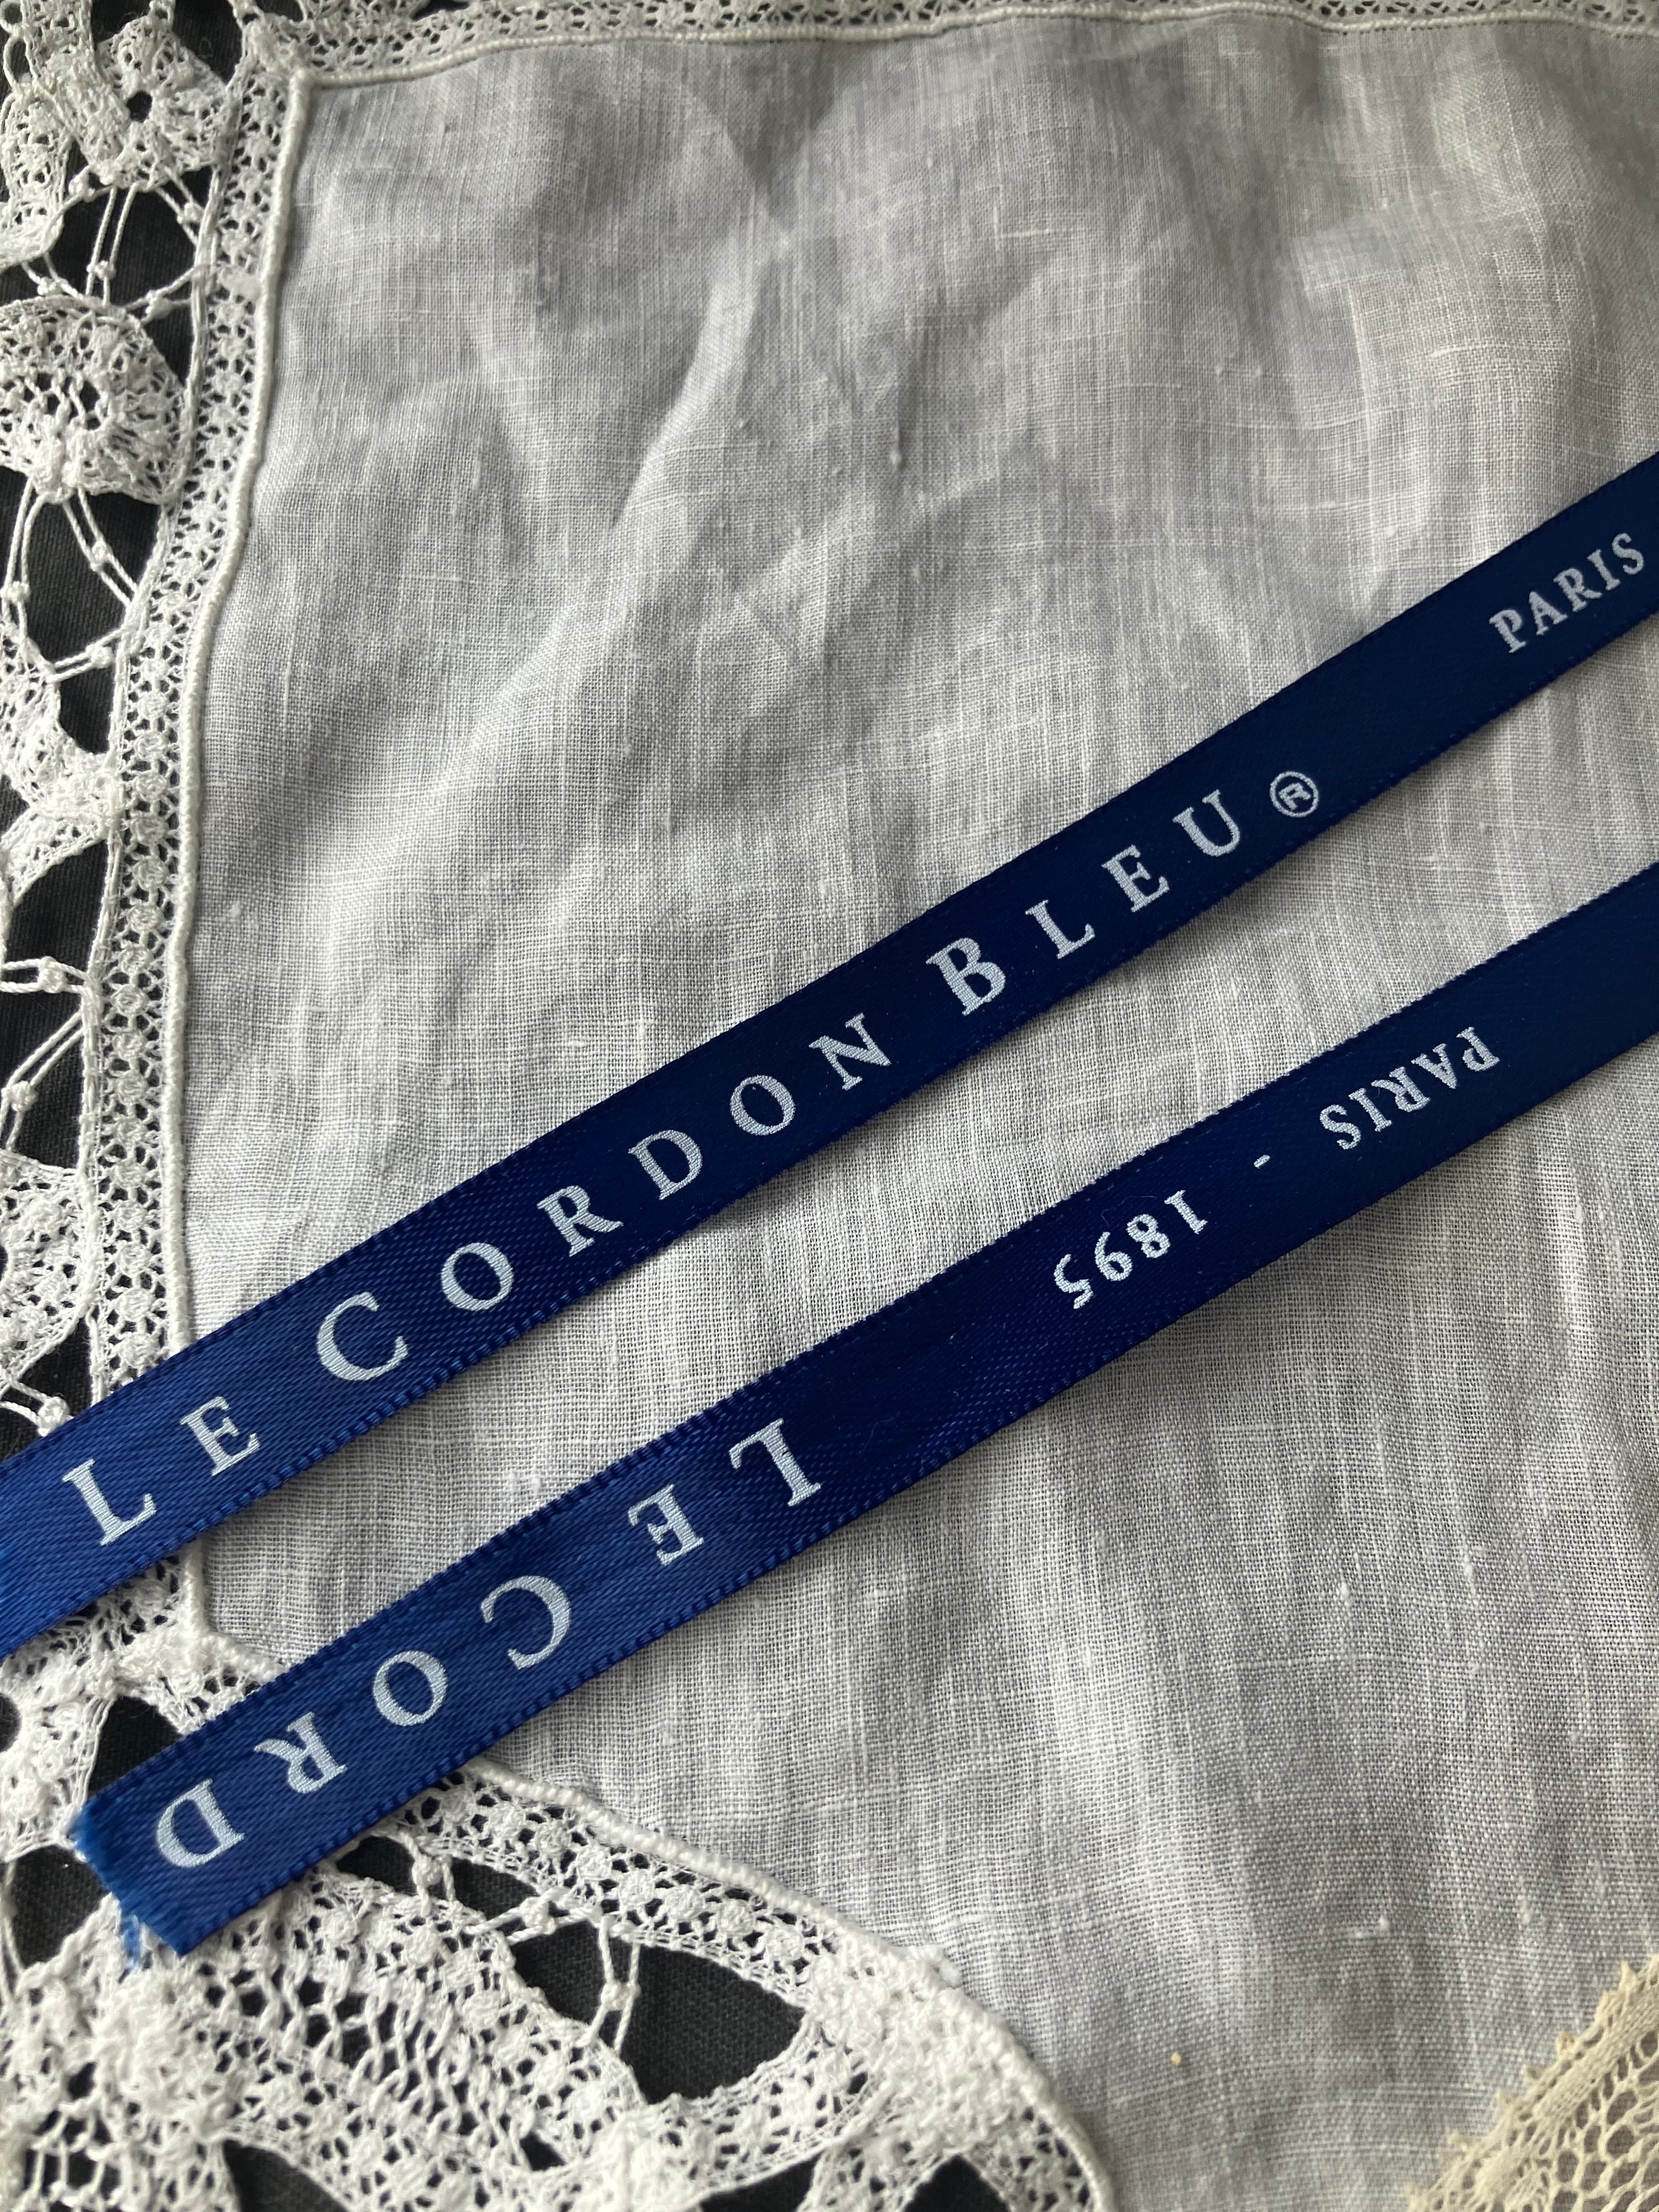 LE CORDON BLEU® PARIS
PARIS - 1895 LE CORD